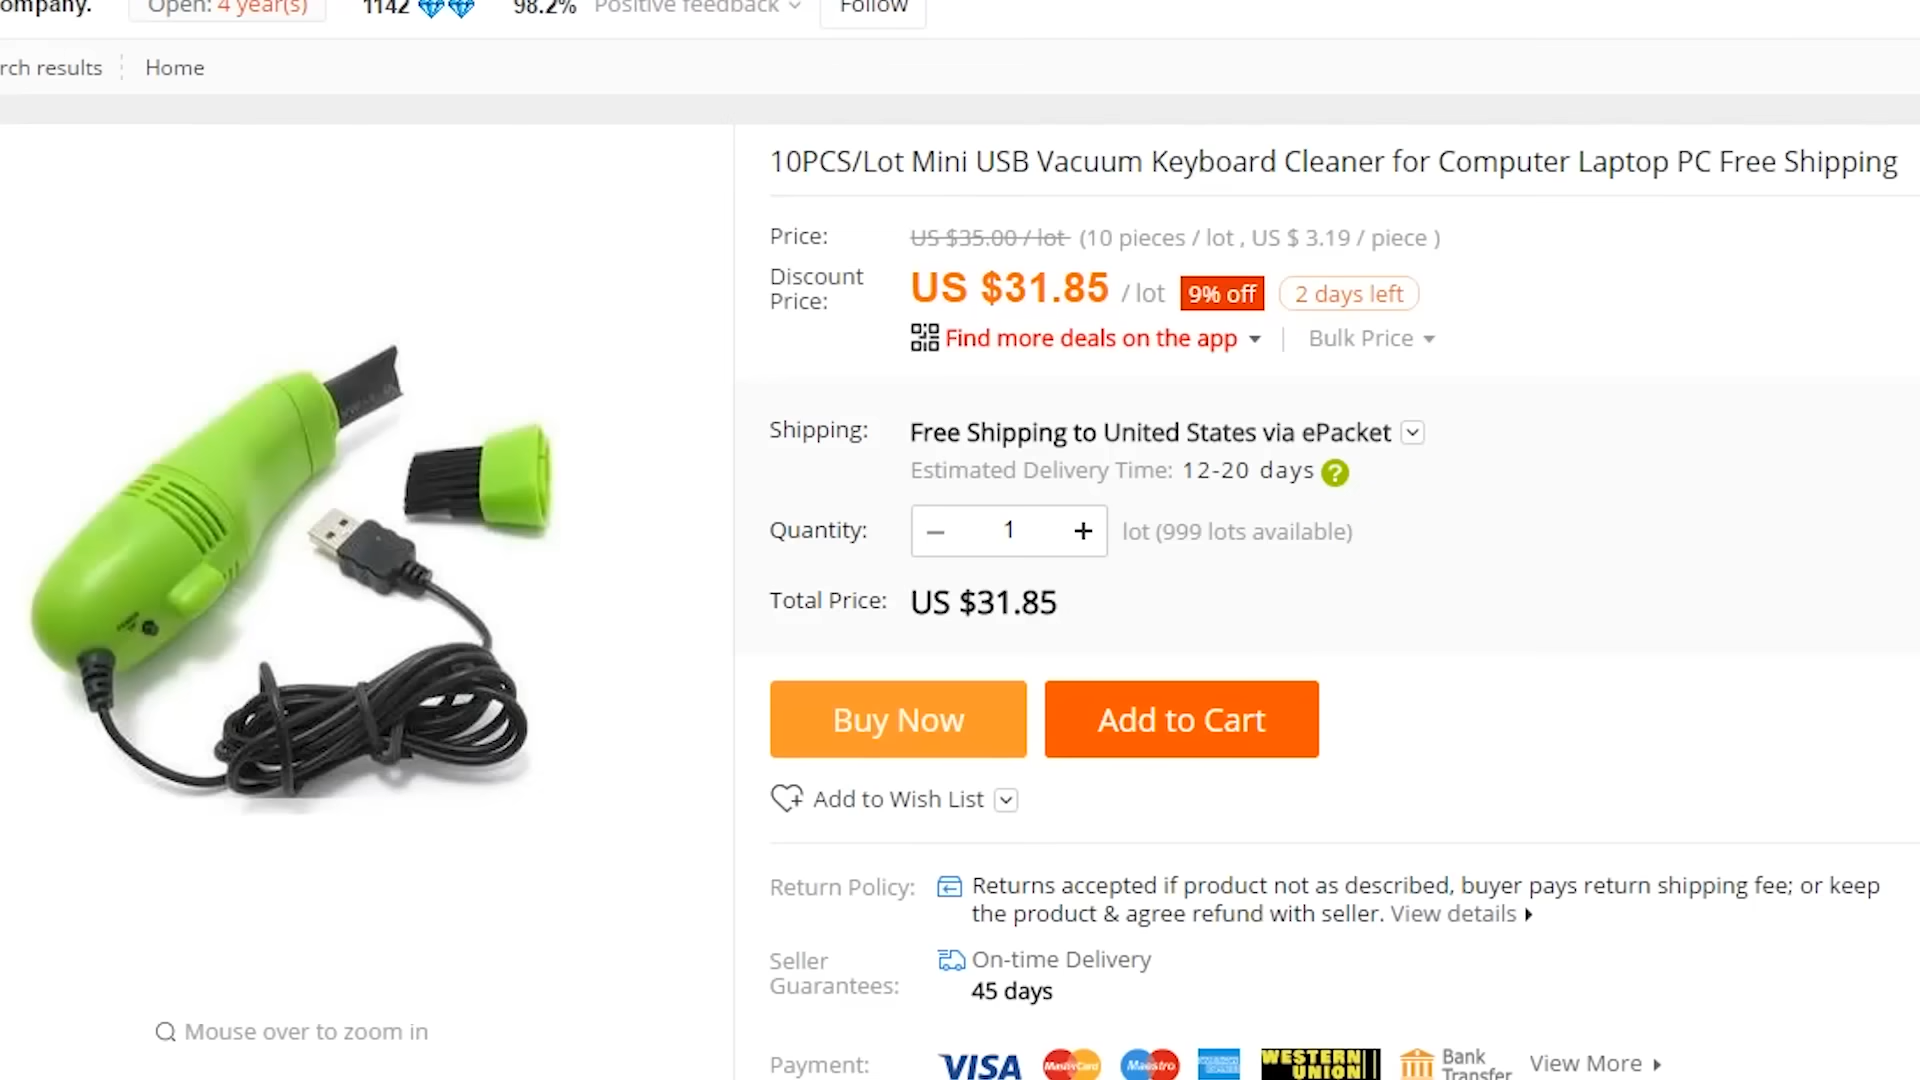 ompany. Open: 4 year(s) 1142 98.2% Positive feedback Follow
rch results Home
10PCS/Lot Mini USB Vacuum Keyboard Cleaner for Computer Laptop PC Free Shipping
Price: US $35.00 / lot (10 pieces / lot , US $ 3.19 / piece )
Discount Price: US $31.85 / lot 9% off 2 days left
Find more deals on the app Bulk Price
Shipping: Free Shipping to United States via ePacket
Estimated Delivery Time: 12-20 days ?
Quantity: − 1 + lot (999 lots available)
Total Price: US $31.85
Buy Now Add to Cart
Add to Wish List
Return Policy: Returns accepted if product not as described, buyer pays return shipping fee; or keep
the product & agree refund with seller. View details
Seller Guarantees: On-time Delivery
45 days
Mouse over to zoom in
Payment: VISA MasterCard Maestro WESTERN UNION Bank Transfer View More